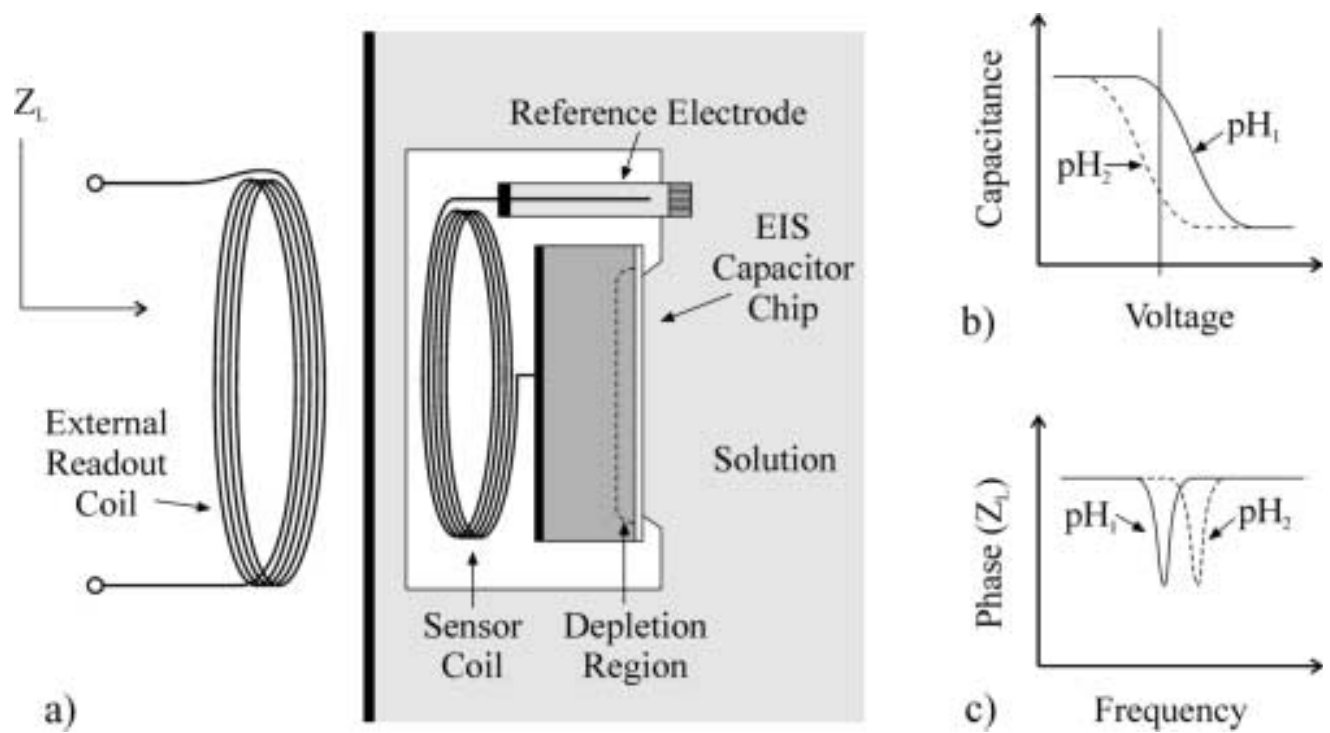 Z_L
Reference Electrode
EIS
Capacitor
Chip
External
Readout
Coil
Solution
Sensor
Coil
Depletion
Region
a)
Capacitance
pH₁
pH₂
Voltage
b)
Phase (Z_L)
pH₁
pH₂
Frequency
c)